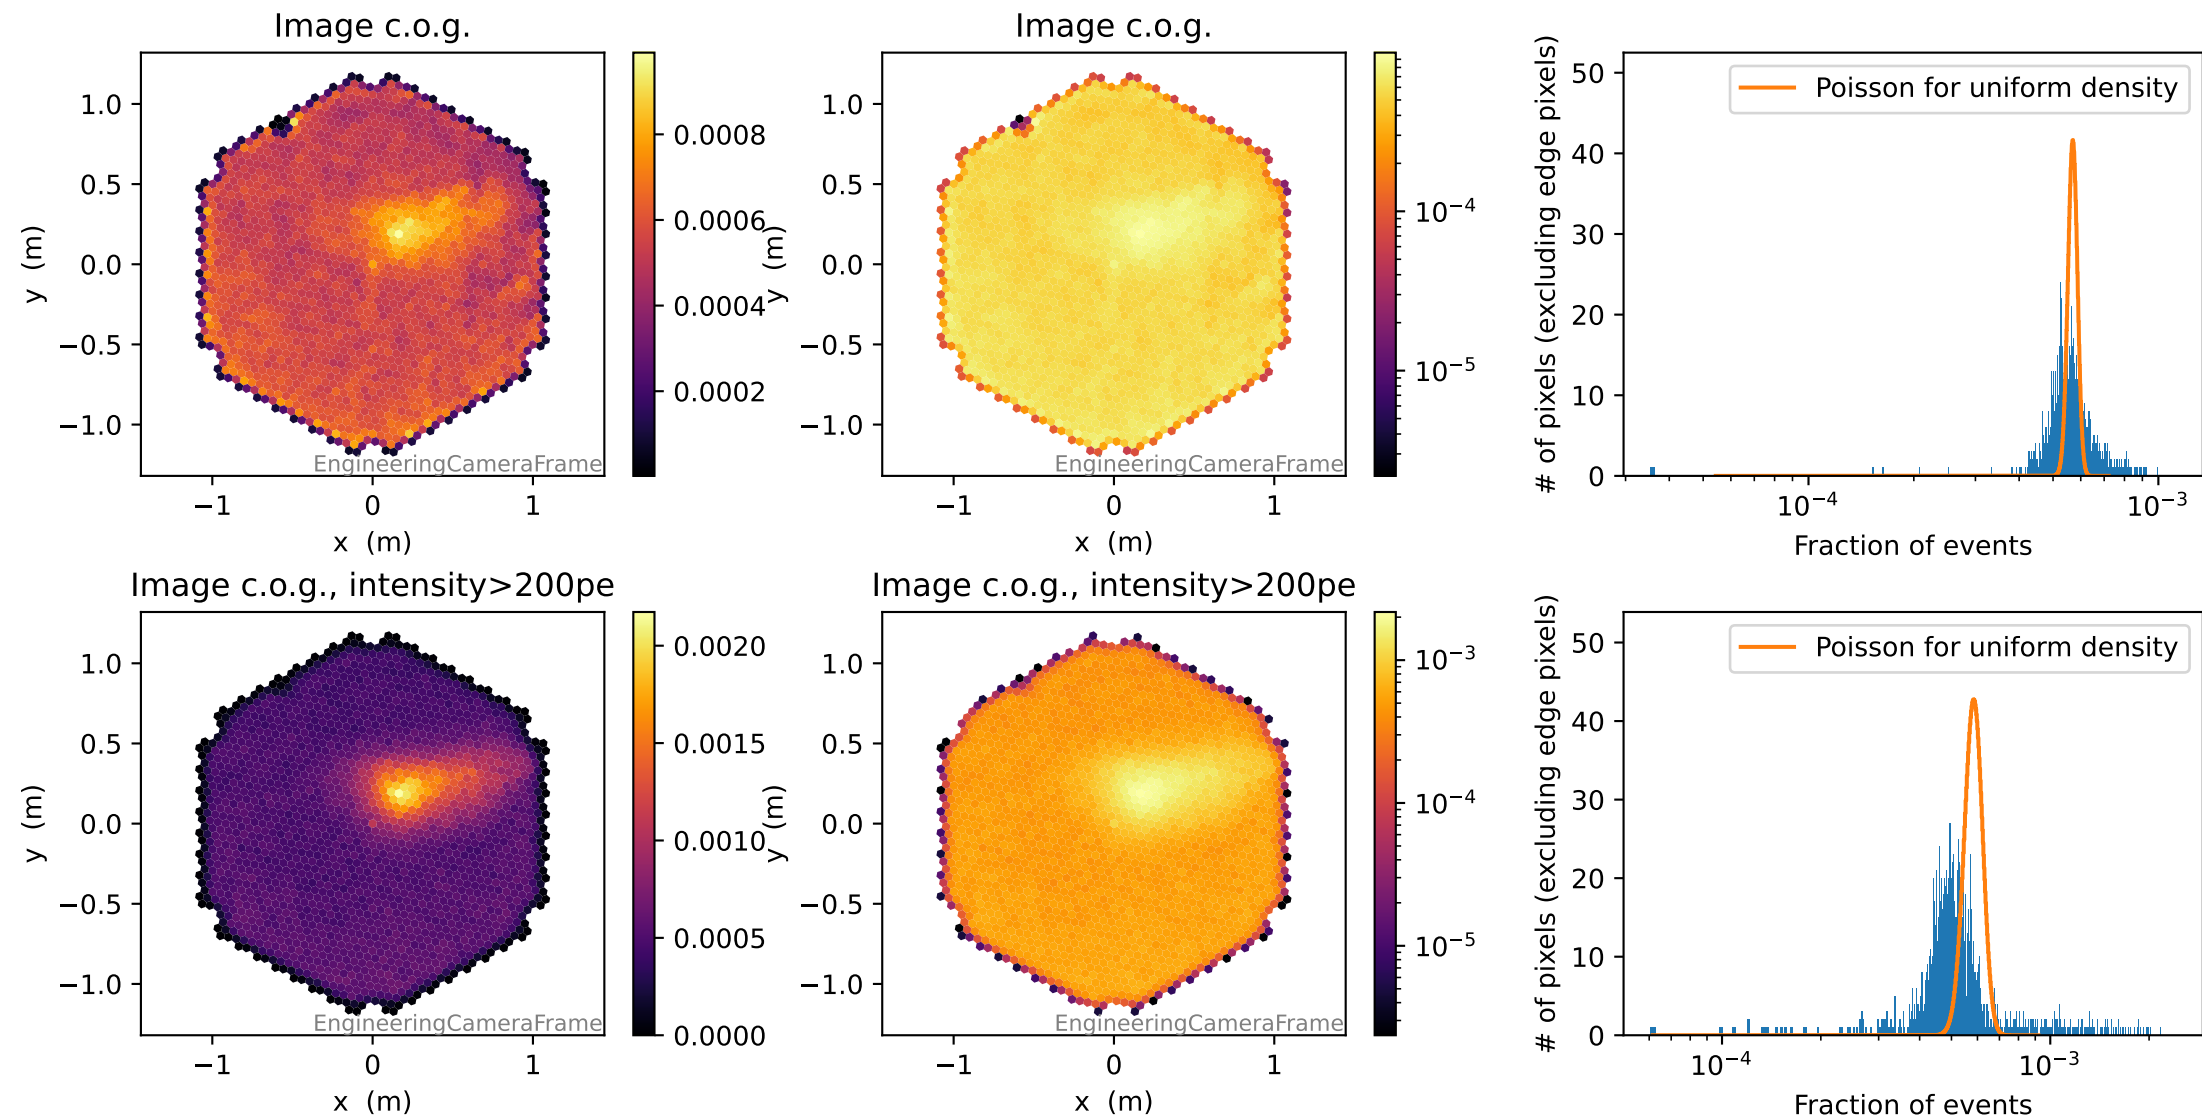 Image c.o.g.
1.0
0.5
0.0
−0.5
−1.0
y (m)
−1
0
1
x (m)
EngineeringCameraFrame
0.0008
0.0006
0.0004
0.0002
Image c.o.g.
y (m)
−1
0
1
x (m)
EngineeringCameraFrame
1.0
0.5
0.0
−0.5
−1.0
10⁻⁴
10⁻⁵
# of pixels (excluding edge pixels)
50
40
30
20
10
0
Poisson for uniform density
10⁻⁴
10⁻³
Fraction of events
Image c.o.g., intensity>200pe
1.0
0.5
0.0
−0.5
−1.0
y (m)
−1
0
1
x (m)
EngineeringCameraFrame
0.0020
0.0015
0.0010
0.0005
0.0000
Image c.o.g., intensity>200pe
y (m)
1.0
0.5
0.0
−0.5
−1.0
−1
0
1
x (m)
EngineeringCameraFrame
10⁻³
10⁻⁴
10⁻⁵
# of pixels (excluding edge pixels)
50
40
30
20
10
0
Poisson for uniform density
10⁻⁴
10⁻³
Fraction of events